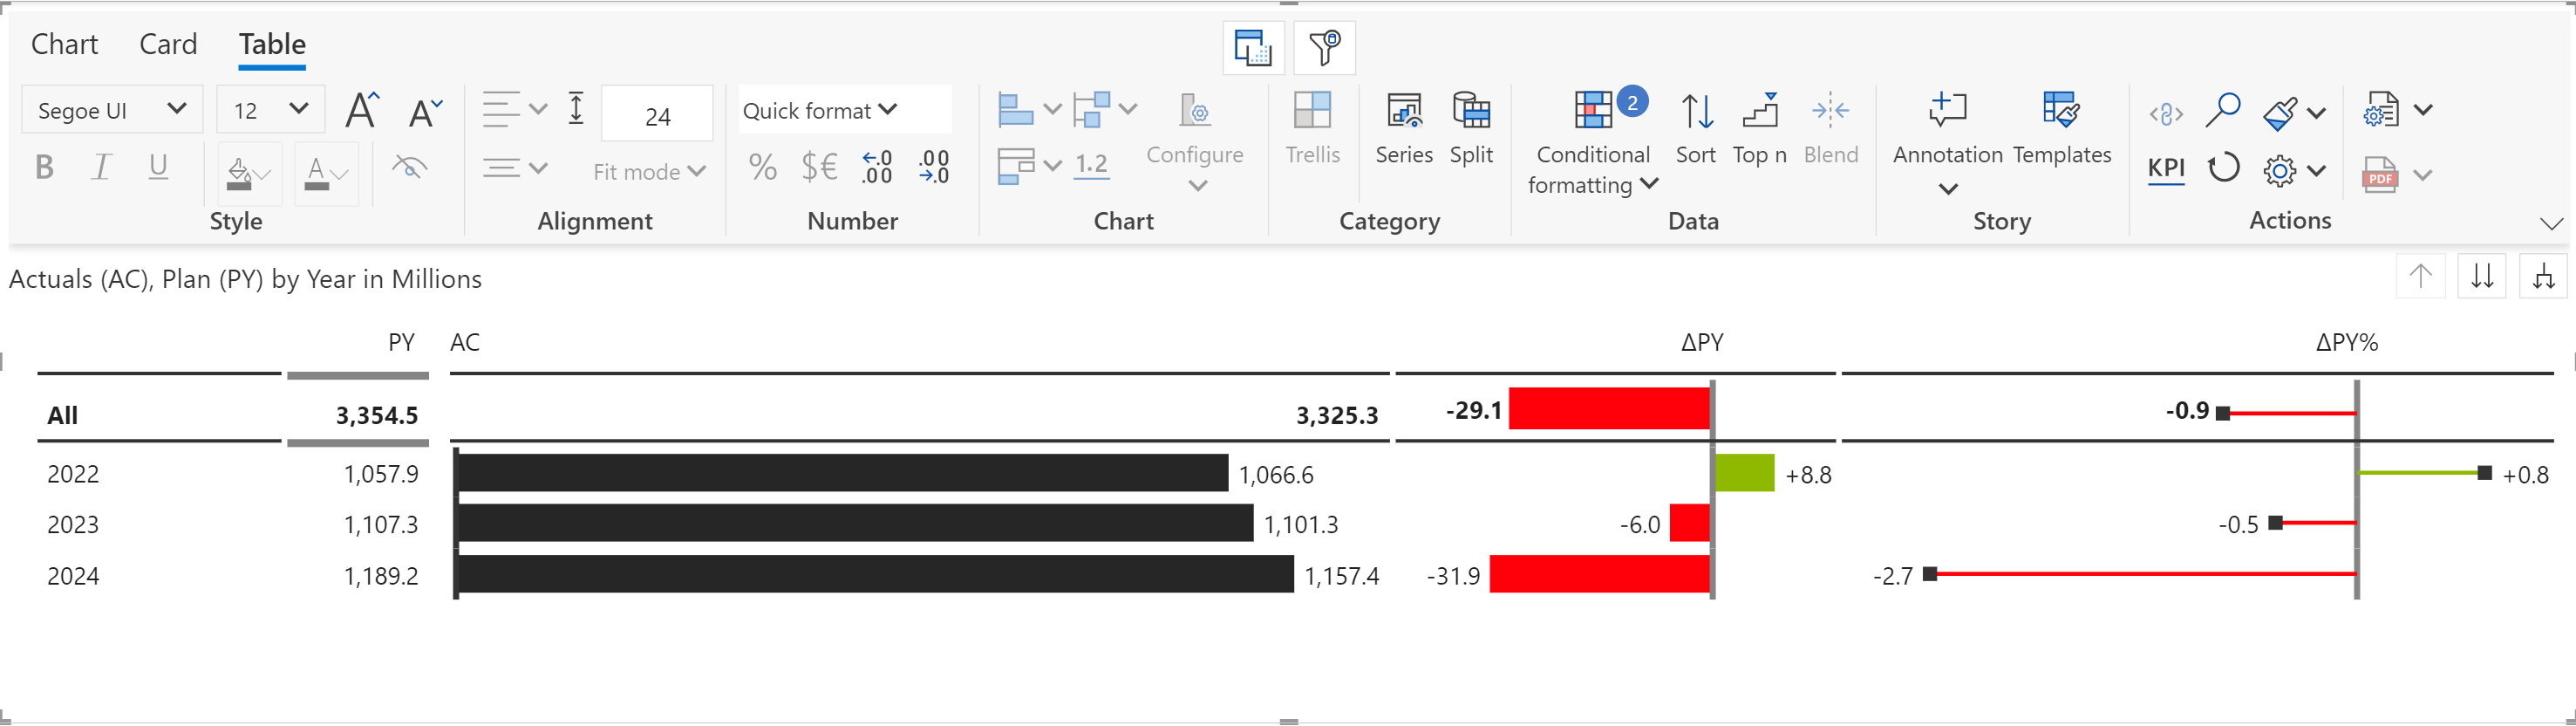 Chart Card Table
Segoe UI 12 A A 24 Quick format 2
B I U A Fit mode % $€ .0 .00 .00 .0 1.2 Configure Trellis Series Split Conditional formatting Sort Top n Blend Annotation Templates KPI PDF
Style Alignment Number Chart Category Data Story Actions
Actuals (AC), Plan (PY) by Year in Millions
PY AC ΔPY ΔPY%
All 3,354.5 3,325.3 -29.1 -0.9
2022 1,057.9 1,066.6 +8.8 +0.8
2023 1,107.3 1,101.3 -6.0 -0.5
2024 1,189.2 1,157.4 -31.9 -2.7